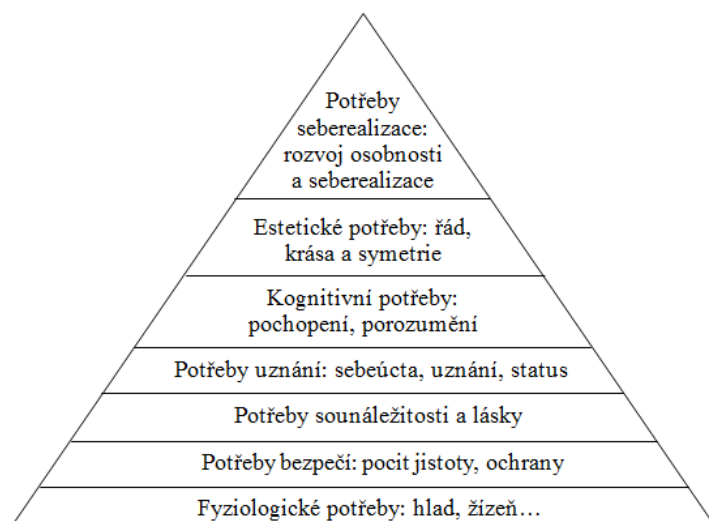 Potřeby
seberealizace:
rozvoj osobnosti
a seberealizace
Estetické potřeby: řád,
krása a symetrie
Kognitivní potřeby:
pochopení, porozumění
Potřeby uznání: sebeúcta, uznání, status
Potřeby sounáležitosti a lásky
Potřeby bezpečí: pocit jistoty, ochrany
Fyziologické potřeby: hlad, žízeň…